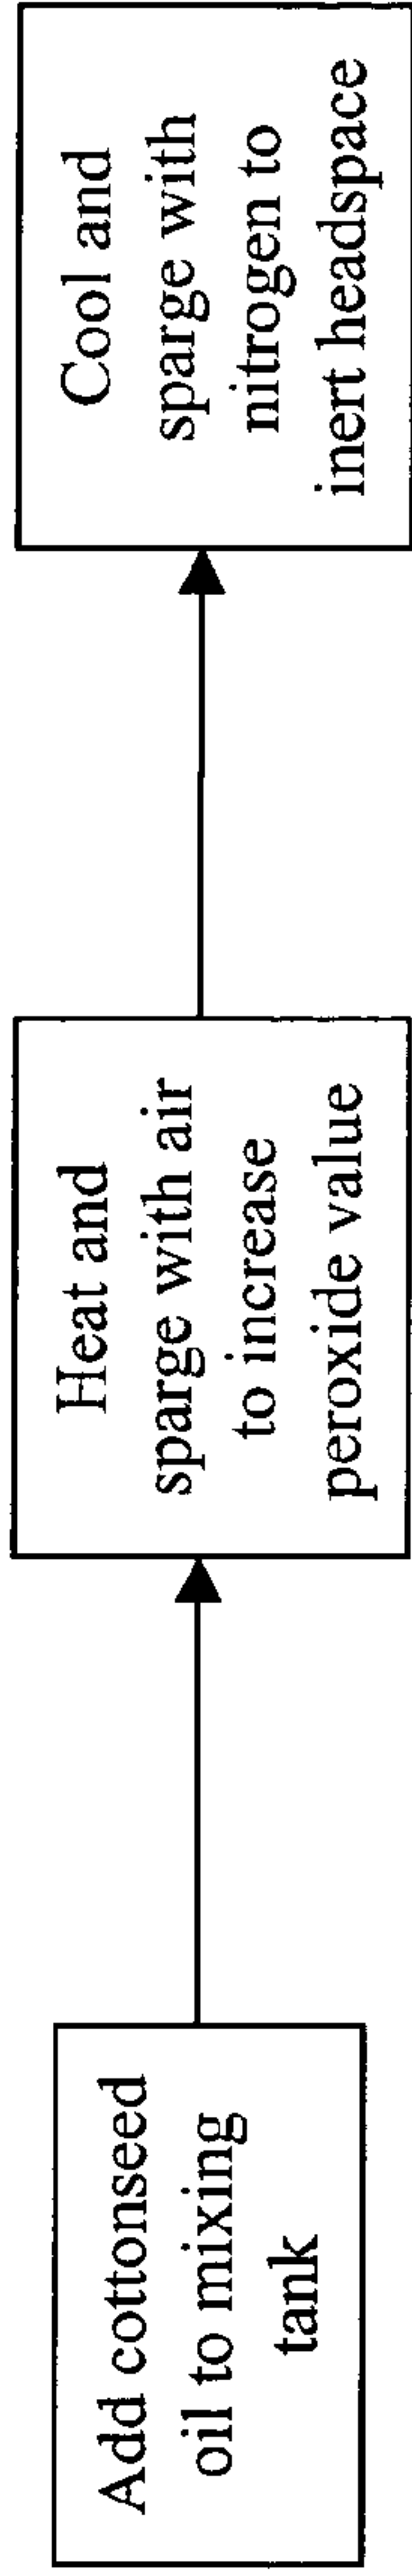 Add cottonseed
oil to mixing
tank
Heat and
sparge with air
to increase
peroxide value
Cool and
sparge with
nitrogen to
inert headspace